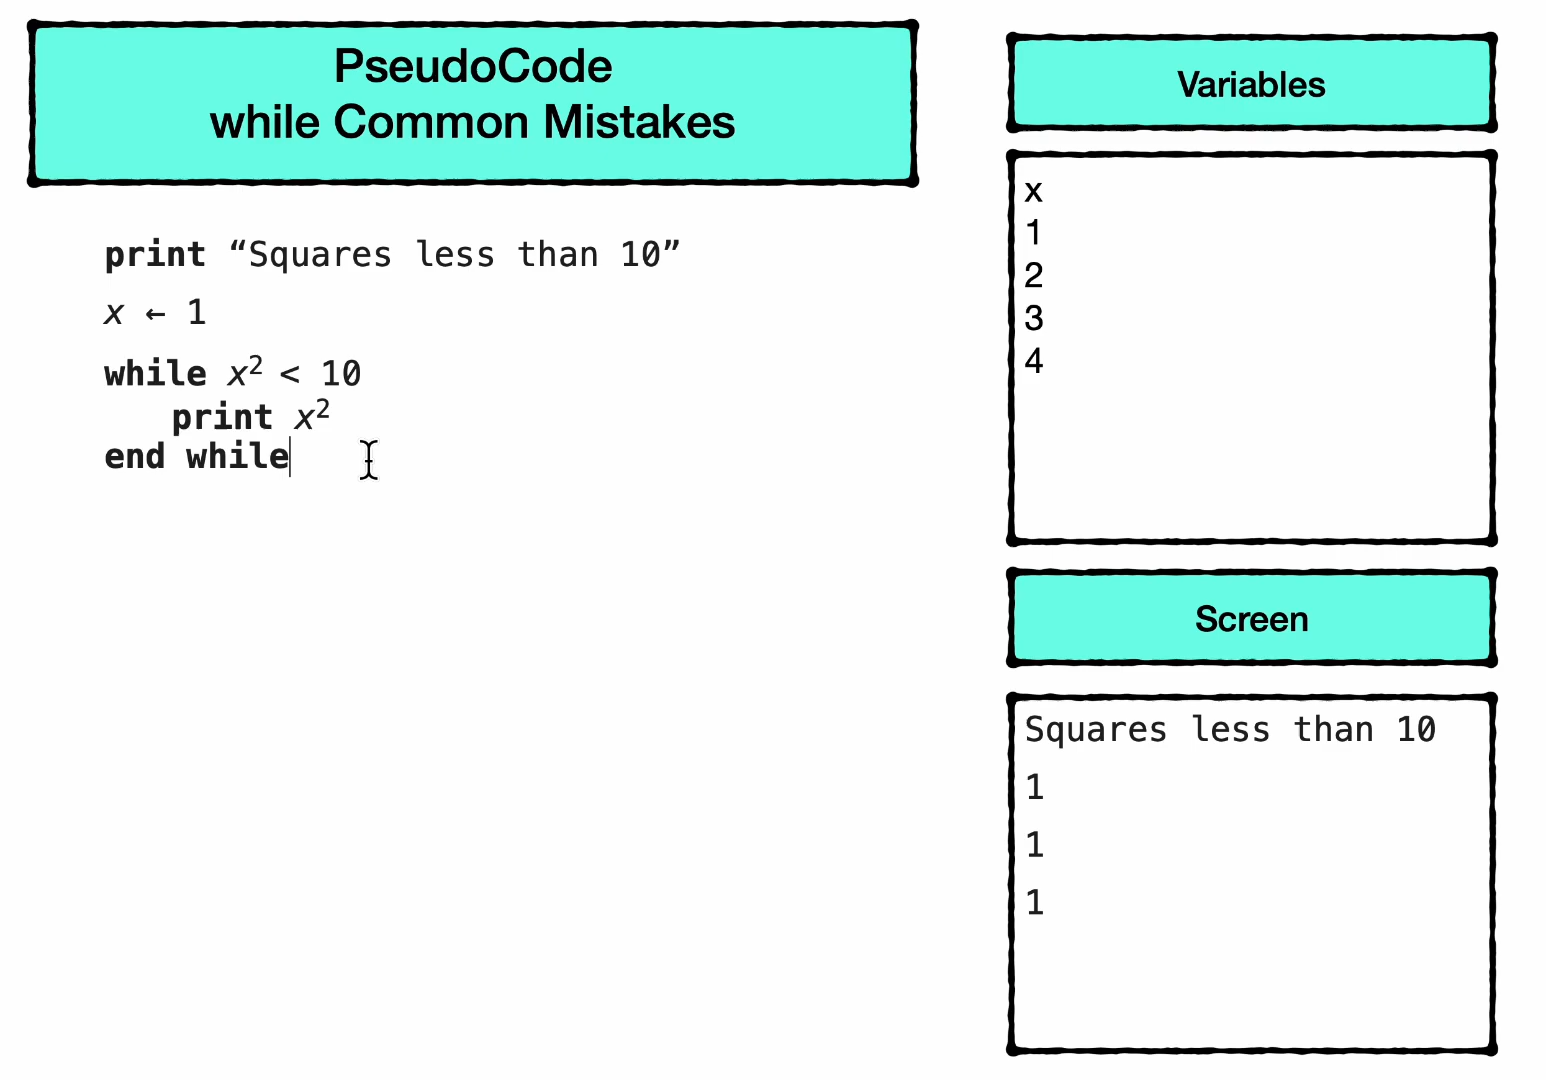 PseudoCode
while Common Mistakes
print “Squares less than 10”
x ← 1
while x² < 10
print x²
end while
Variables
x
1
2
3
4
Screen
Squares less than 10
1
1
1